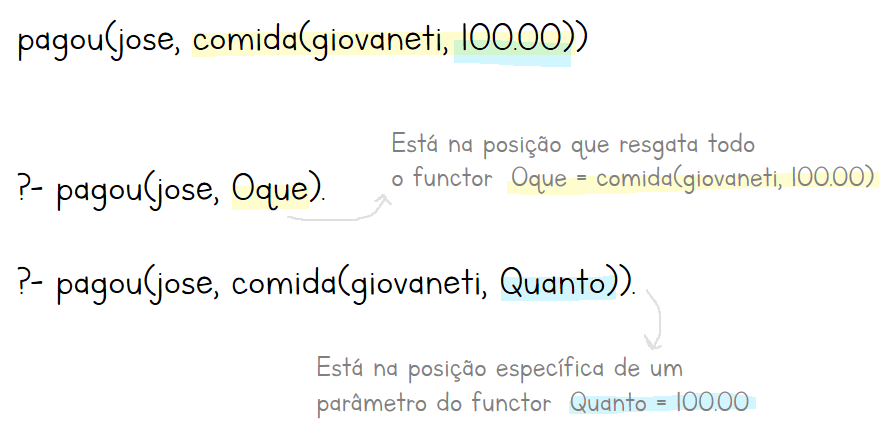 pagou(jose, comida(giovaneti, 100.00))
Está na posição que resgata todo
o functor Oque = comida(giovaneti, 100.00)
?- pagou(jose, Oque).
?- pagou(jose, comida(giovaneti, Quanto)).
Está na posição específica de um
parâmetro do functor Quanto = 100.00